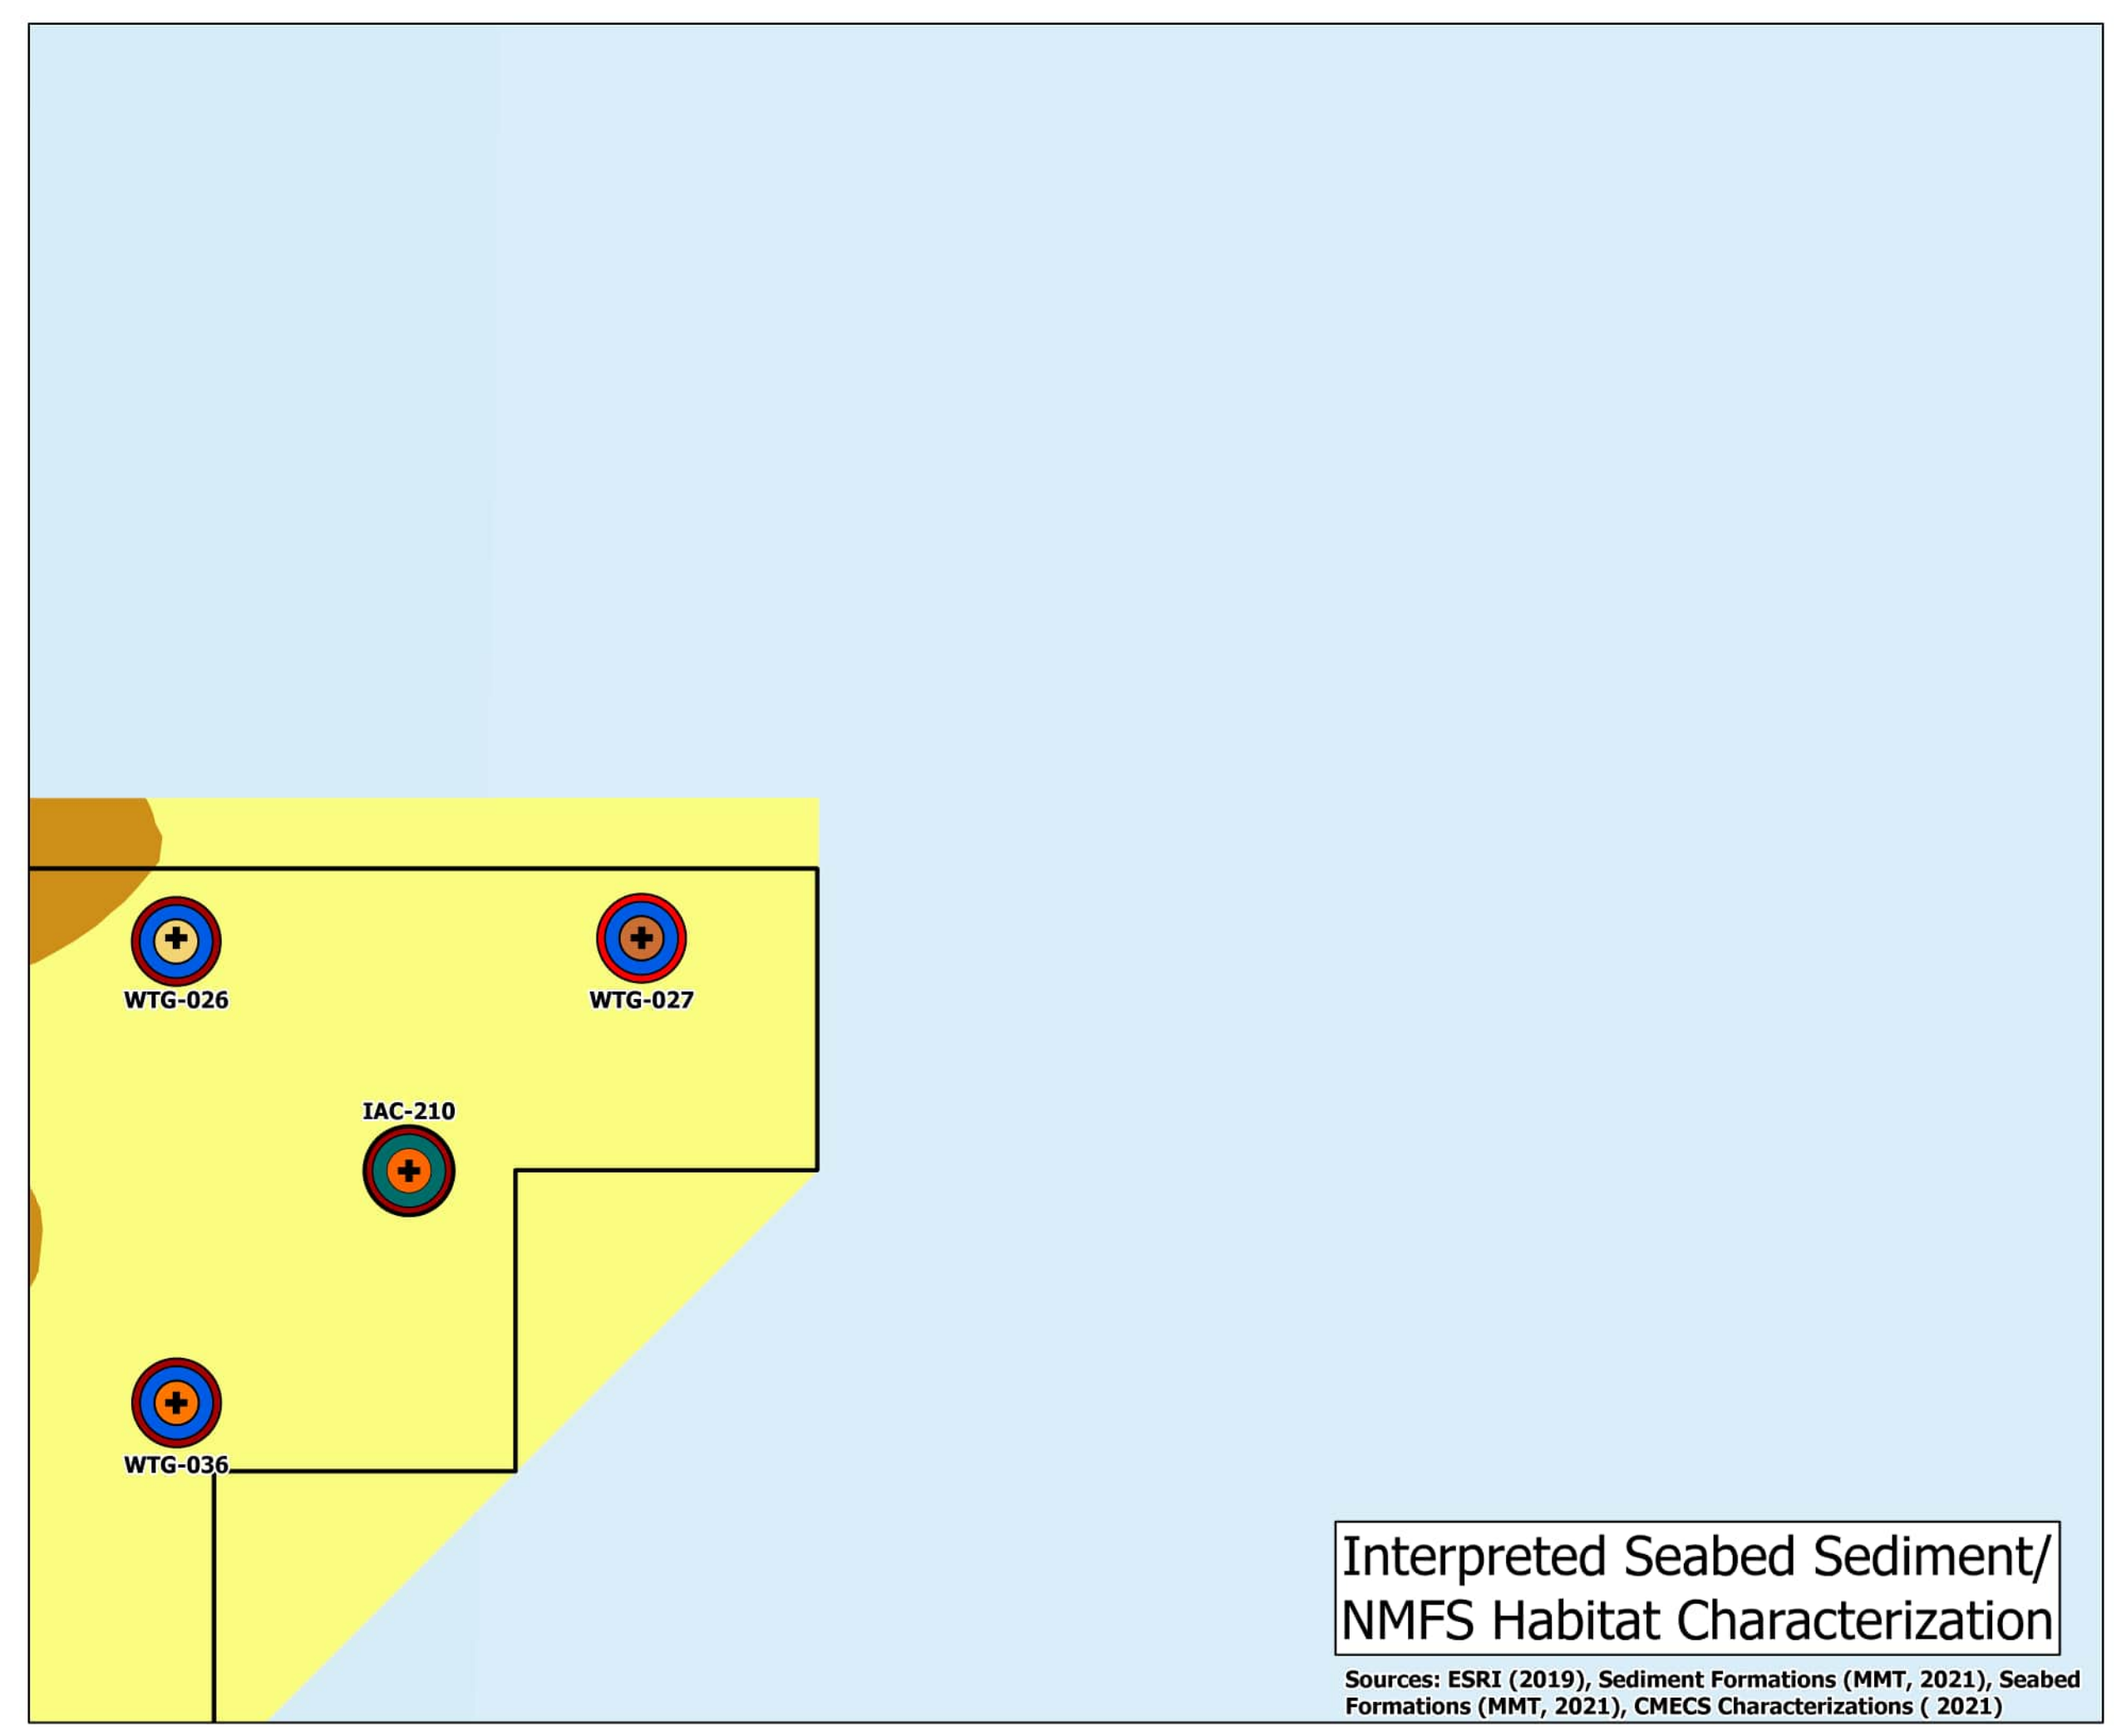 WTG-026
WTG-027
IAC-210
WTG-036
Interpreted Seabed Sediment/
NMFS Habitat Characterization
Sources: ESRI (2019), Sediment Formations (MMT, 2021), Seabed
Formations (MMT, 2021), CMECS Characterizations ( 2021)